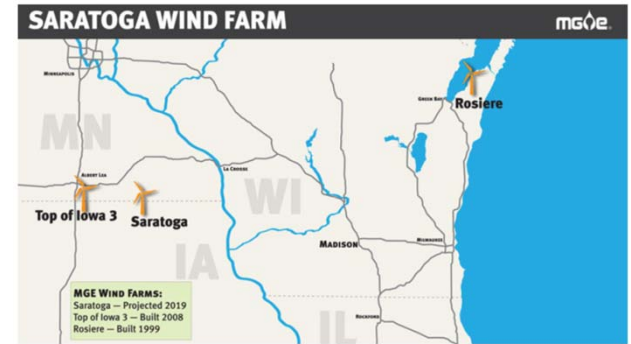 SARATOGA WIND FARM
mge
MINNEAPOLIS
GREEN BAY
Rosiere
MN
ALBERT LEA
LA CROSSE
WI
Top of Iowa 3
Saratoga
MADISON
MILWAUKEE
IA
MGE WIND FARMS:
Saratoga — Projected 2019
Top of Iowa 3 — Built 2008
Rosiere — Built 1999
ROCKFORD
IL